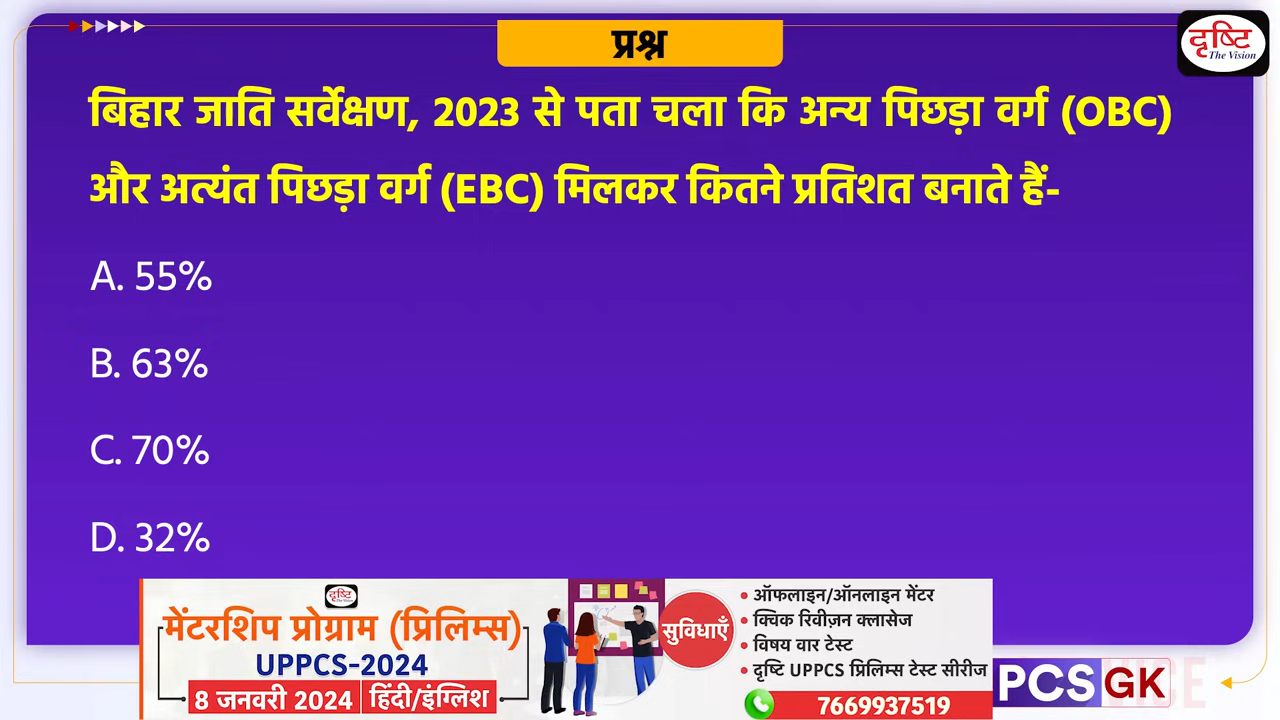 प्रश्न
दृष्टि
The Vision
बिहार जाति सर्वेक्षण, 2023 से पता चला कि अन्य पिछड़ा वर्ग (OBC)
और अत्यंत पिछड़ा वर्ग (EBC) मिलकर कितने प्रतिशत बनाते हैं-
A. 55%
B. 63%
C. 70%
D. 32%
दृष्टि
The Vision
मेंटरशिप प्रोग्राम (प्रिलिम्स)
UPPCS-2024
8 जनवरी 2024 हिंदी/इंग्लिश
सुविधाएँ
• ऑफलाइन/ऑनलाइन मेंटर
• क्विक रिवीज़न क्लासेज
• विषय वार टेस्ट
• दृष्टि UPPCS प्रिलिम्स टेस्ट सीरीज
7669937519
PCS GK